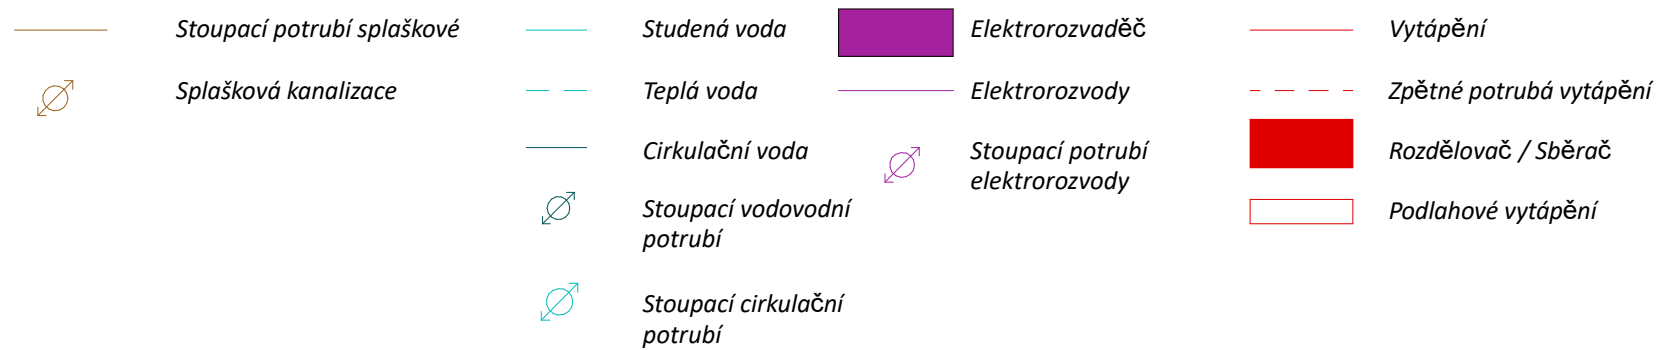 Stoupací potrubí splaškové
Splašková kanalizace
Studená voda
Teplá voda
Cirkulační voda
Stoupací vodovodní
potrubí
Stoupací cirkulační
potrubí
Elektrorozvaděč
Elektrorozvody
Stoupací potrubí
elektrorozvody
Vytápění
Zpětné potrubá vytápění
Rozdělovač / Sběrač
Podlahové vytápění